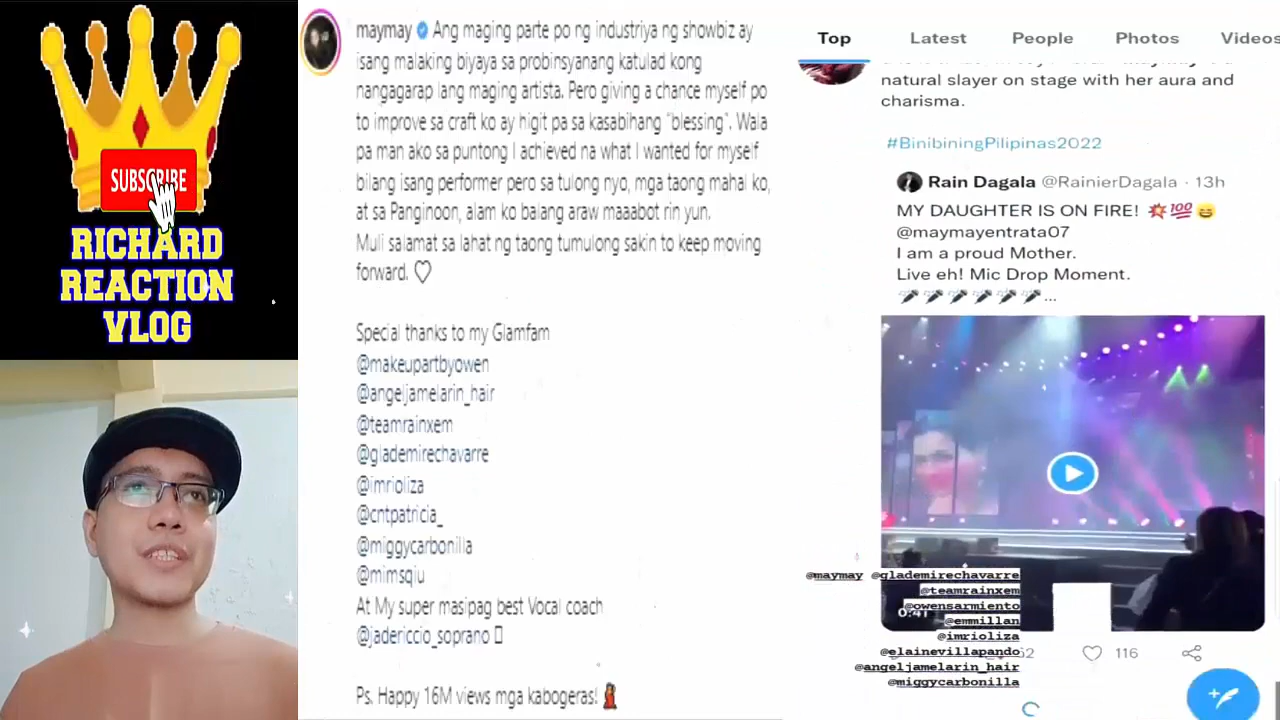 SUBSCRIBE
RICHARD
REACTION
VLOG
maymay Ang maging parte po ng industriya ng showbiz ay
isang malaking biyaya sa probinsyanang katulad kong
nangagarap lang maging artista. Pero giving a chance myself po
to improve sa craft ko ay higit pa sa kasabihang "blessing". Wala
pa man ako sa puntong I achieved na what I wanted for myself
bilang isang performer pero sa tulong nyo, mga taong mahal ko,
at sa Panginoon, alam ko balang araw maaabot rin yun.
Muli salamat sa lahat ng taong tumulong sakin to keep moving
forward. ♡
Special thanks to my Glamfam
@makeupartbyowen
@angeljamelarin_hair
@teamrainxem
@glademirechavarre
@imrioliza
@cntpatricia_
@miggycarbonilla
@mimsqiu
At My super masipag best Vocal coach
@jadericcio_soprano
Ps. Happy 16M views mga kabogeras! 💃
Top Latest People Photos Videos
natural slayer on stage with her aura and
charisma.
#BinibiningPilipinas2022
Rain Dagala @RainierDagala · 13h
MY DAUGHTER IS ON FIRE! 💥💯😄
@maymayentrata07
I am a proud Mother.
Live eh! Mic Drop Moment.
🎤🎤🎤🎤🎤🎤...
@maymay @glademirechavarre
@teamrainxem
@owensarmiento
@emmillan
@imrioliza
@elainevillapando
@angeljamelarin_hair
@miggycarbonilla
116